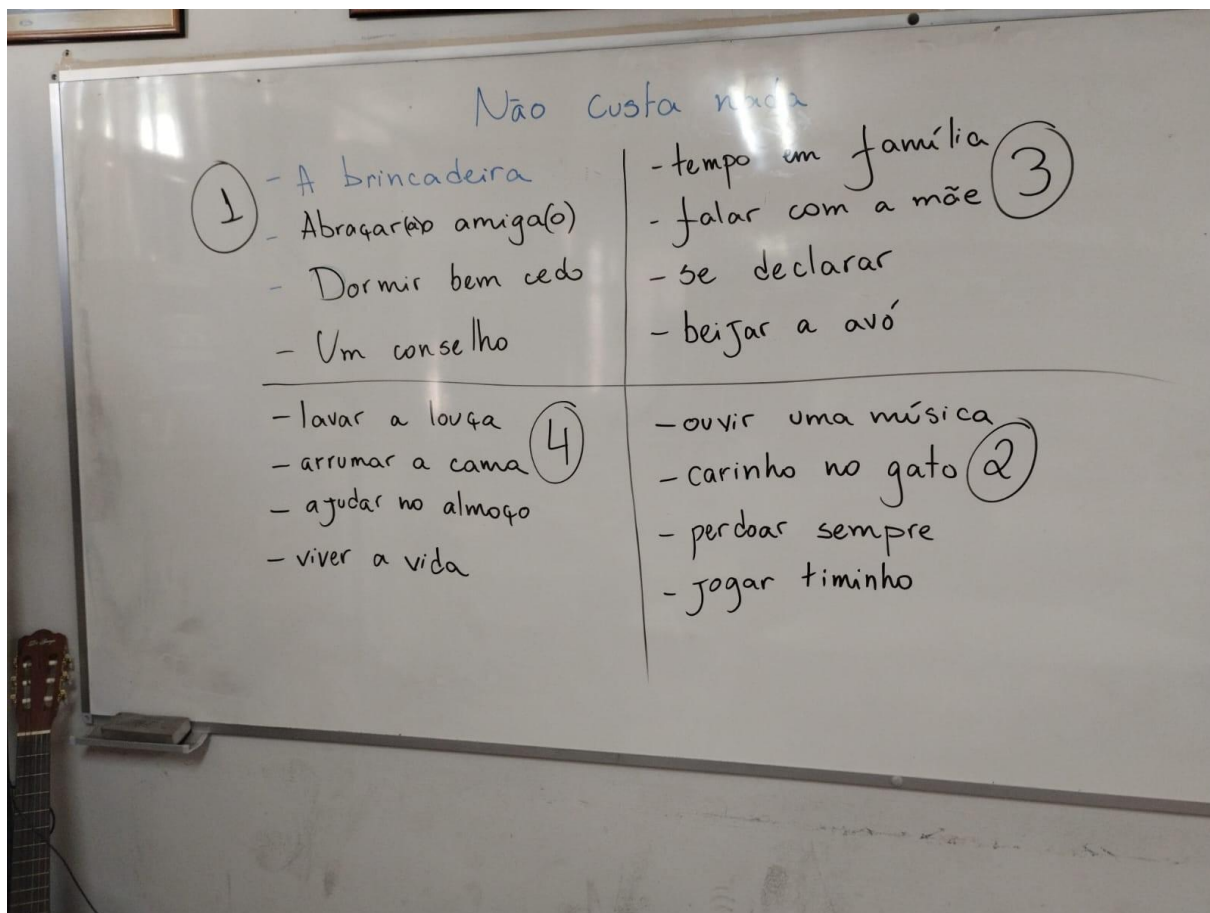 Não custa nada
1
- A brincadeira
- Abraçar(ao) amiga(o)
- Dormir bem cedo
- Um conselho
- tempo em família
3
- falar com a mãe
- se declarar
- beijar a avó
- lavar a louça
4
- arrumar a cama
- ajudar no almoço
- viver a vida
- ouvir uma música
- carinho no gato
2
- perdoar sempre
- jogar timinho